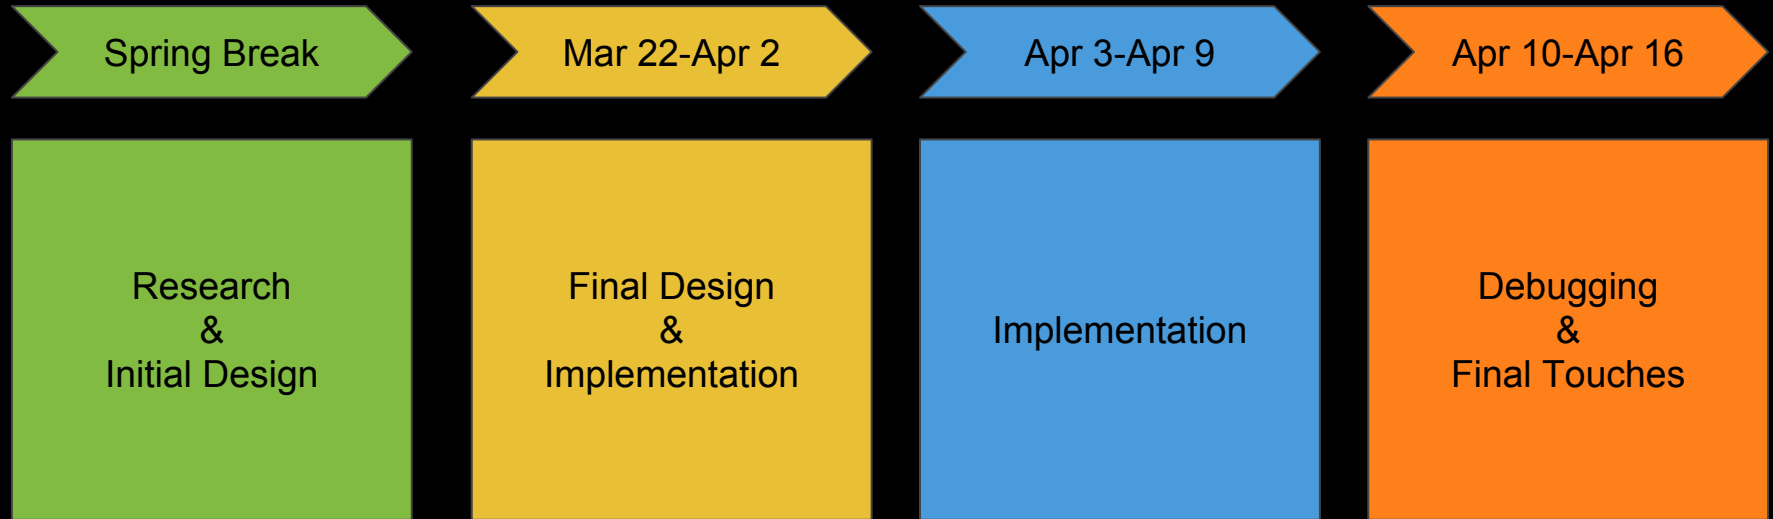 Spring Break
Mar 22-Apr 2
Apr 3-Apr 9
Apr 10-Apr 16
Research
&
Initial Design
Final Design
&
Implementation
Implementation
Debugging
&
Final Touches